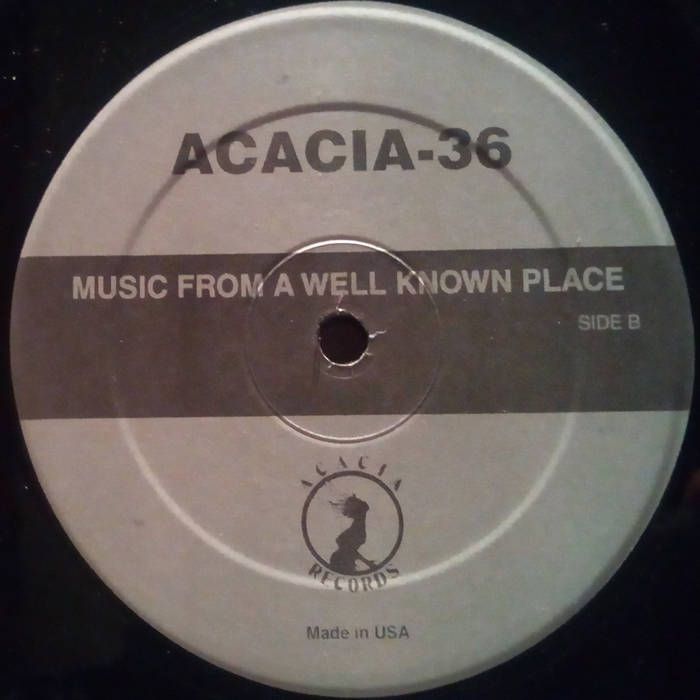 ACACIA-36
MUSIC FROM A WELL KNOWN PLACE
SIDE B
ACACIA
RECORDS
Made in USA